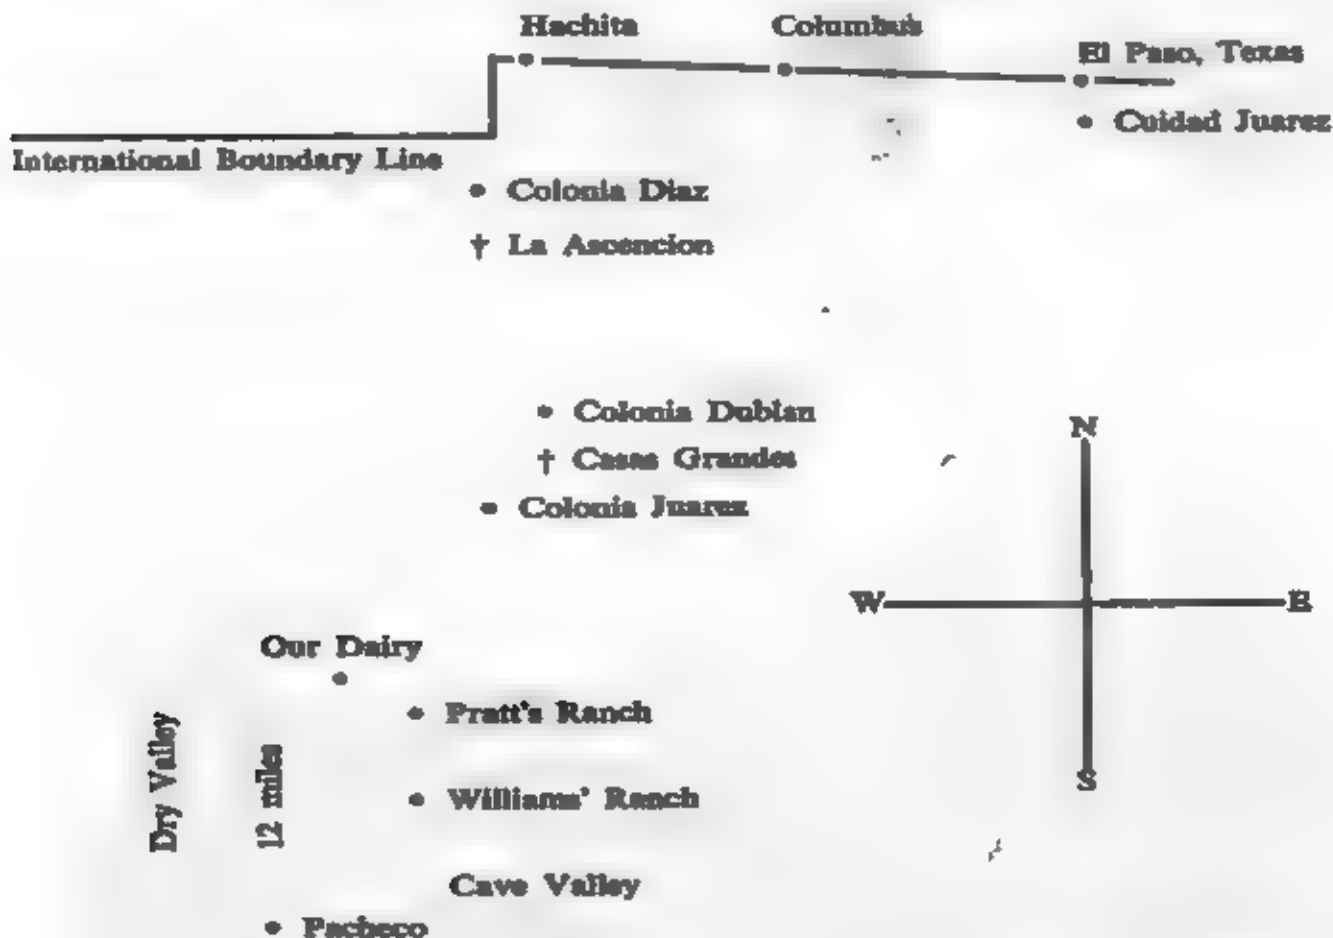 Hachita
Columbus
El Paso, Texas
Cuidad Juarez
International Boundary Line
Colonia Diaz
† La Ascencion
Colonia Dublan
† Casas Grandes
Colonia Juarez
N
W
E
S
Our Dairy
Pratt's Ranch
Dry Valley
12 miles
Williams' Ranch
Cave Valley
Pacheco